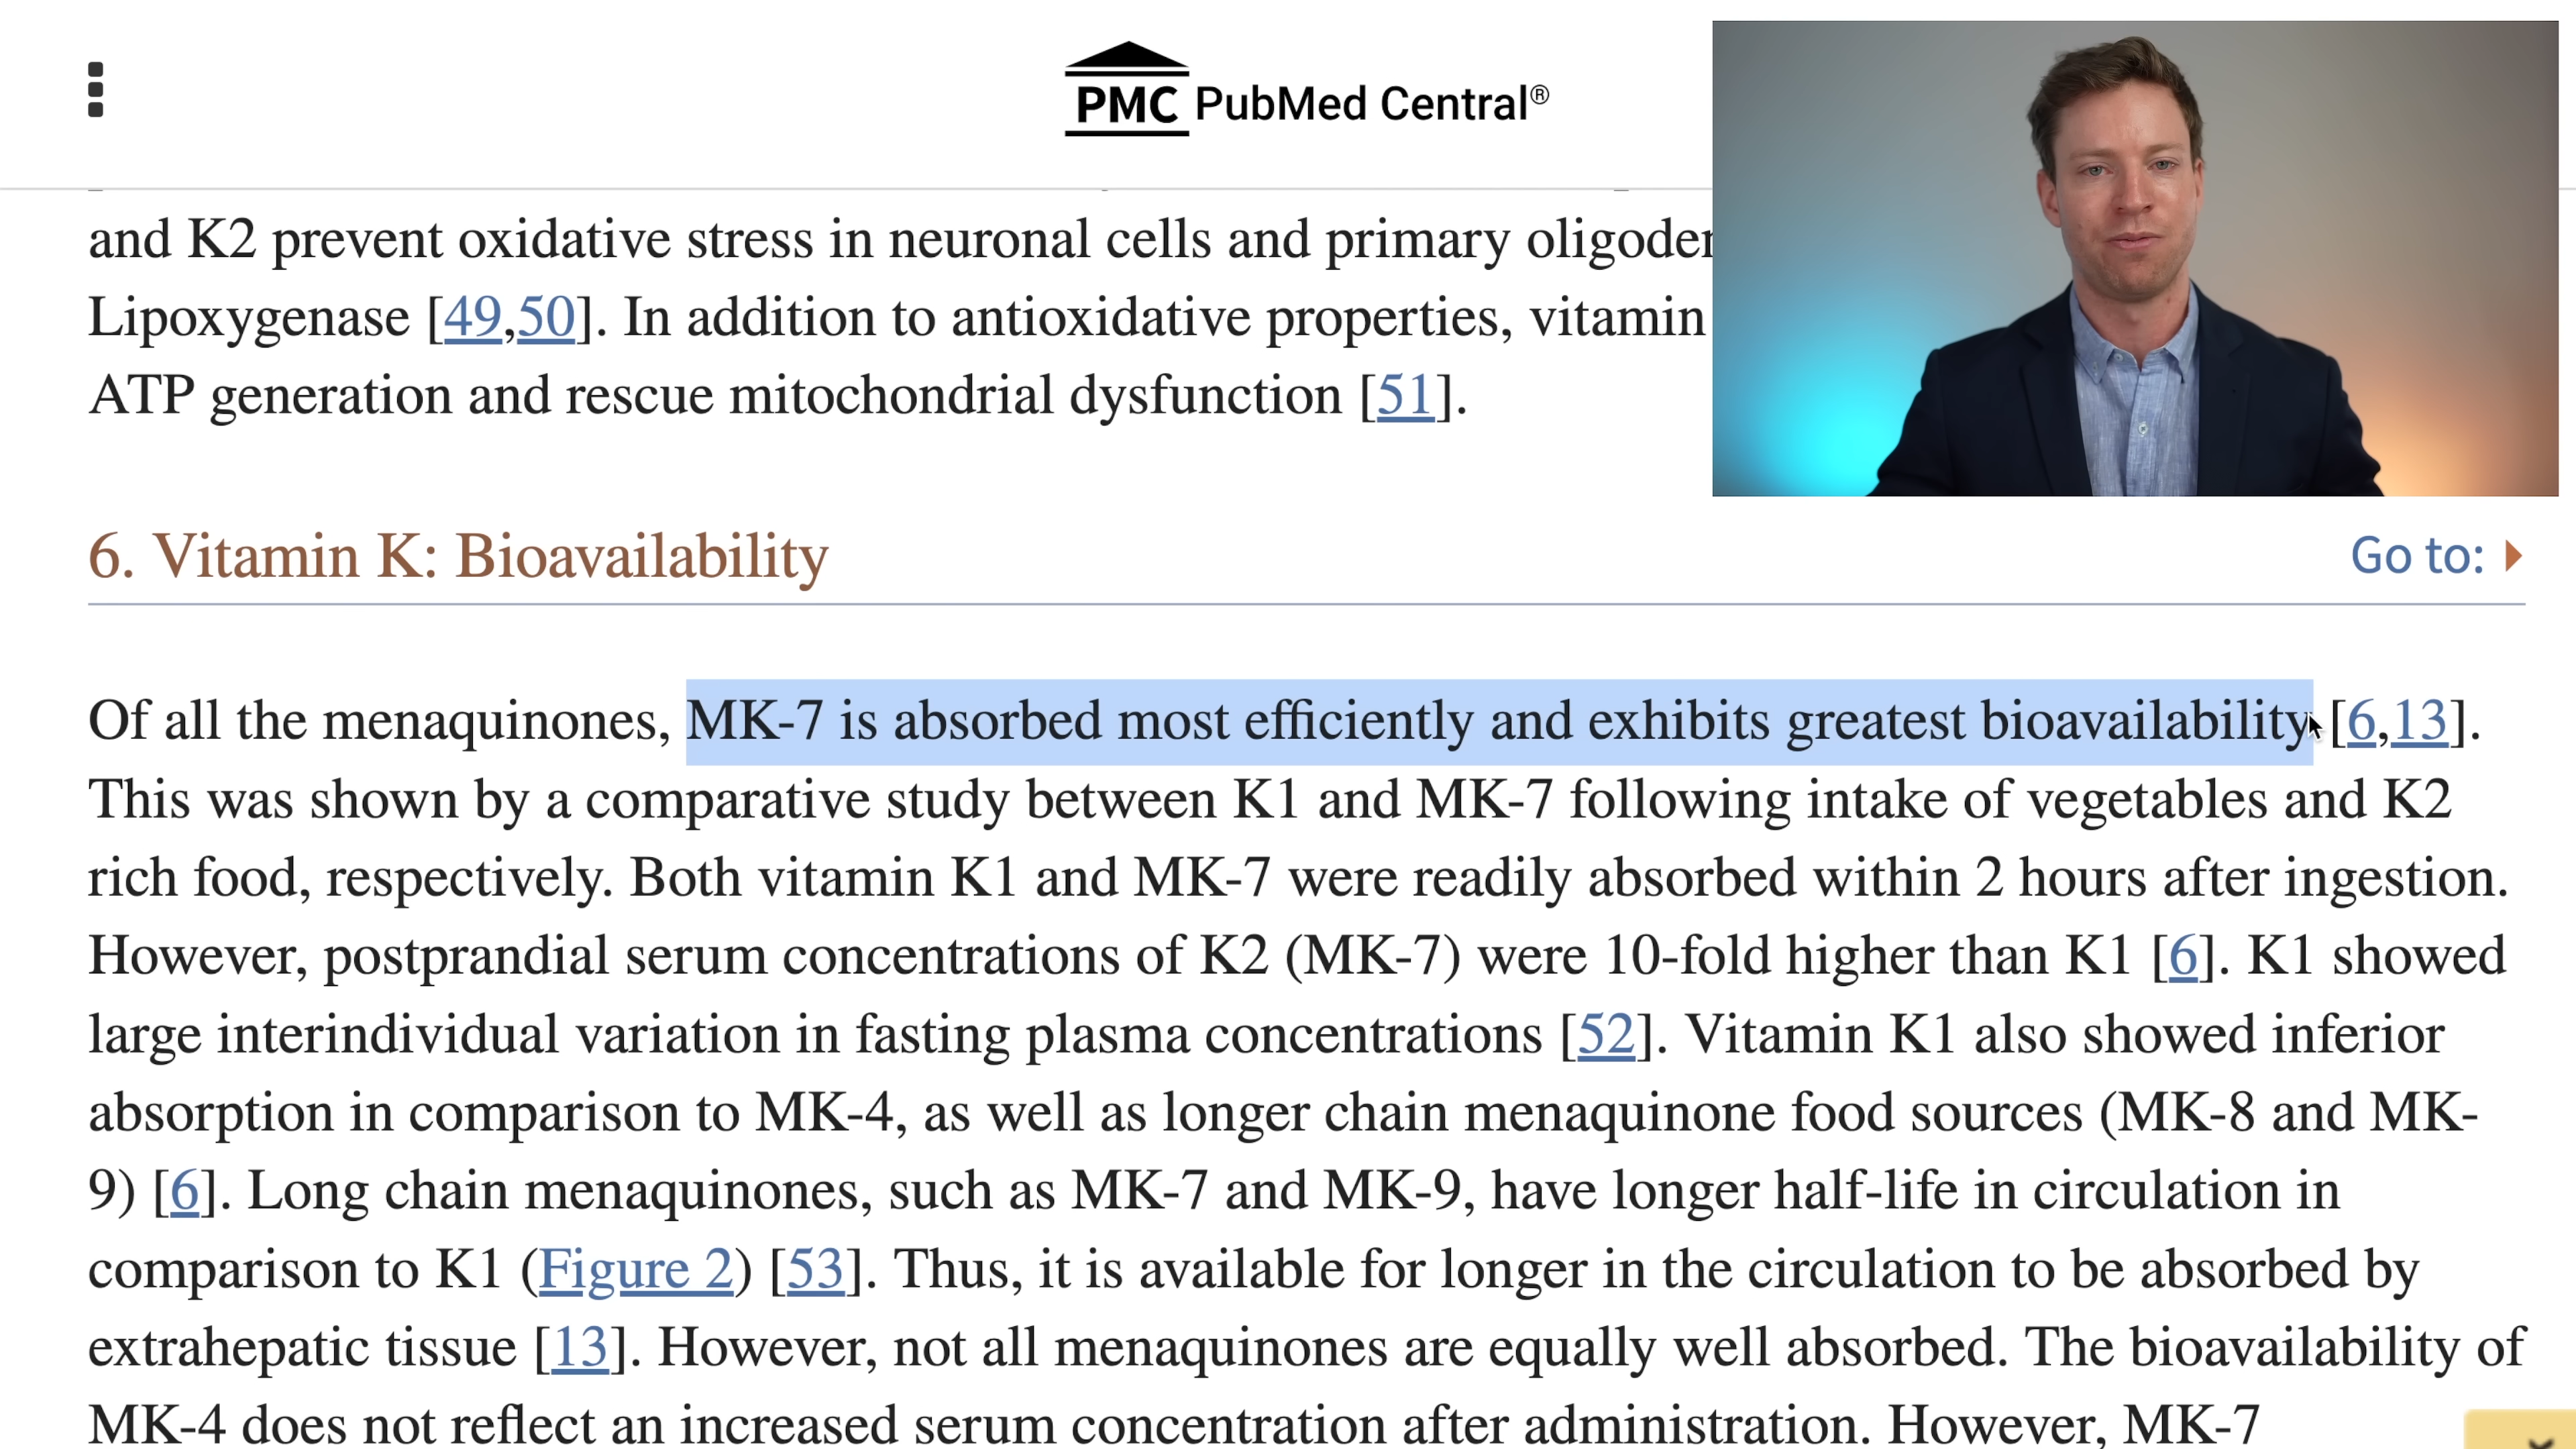 PMC PubMed Central®
and K2 prevent oxidative stress in neuronal cells and primary
Lipoxygenase [49,50]. In addition to antioxidative properties, vitamin
ATP generation and rescue mitochondrial dysfunction [51].
6. Vitamin K: Bioavailability
Go to:
Of all the menaquinones, MK-7 is absorbed most efficiently and exhibits greatest bioavailability [6,13].
This was shown by a comparative study between K1 and MK-7 following intake of vegetables and K2
rich food, respectively. Both vitamin K1 and MK-7 were readily absorbed within 2 hours after ingestion.
However, postprandial serum concentrations of K2 (MK-7) were 10-fold higher than K1 [6]. K1 showed
large interindividual variation in fasting plasma concentrations [52]. Vitamin K1 also showed inferior
absorption in comparison to MK-4, as well as longer chain menaquinone food sources (MK-8 and MK-
9) [6]. Long chain menaquinones, such as MK-7 and MK-9, have longer half-life in circulation in
comparison to K1 (Figure 2) [53]. Thus, it is available for longer in the circulation to be absorbed by
extrahepatic tissue [13]. However, not all menaquinones are equally well absorbed. The bioavailability of
MK-4 does not reflect an increased serum concentration after administration. However, MK-7